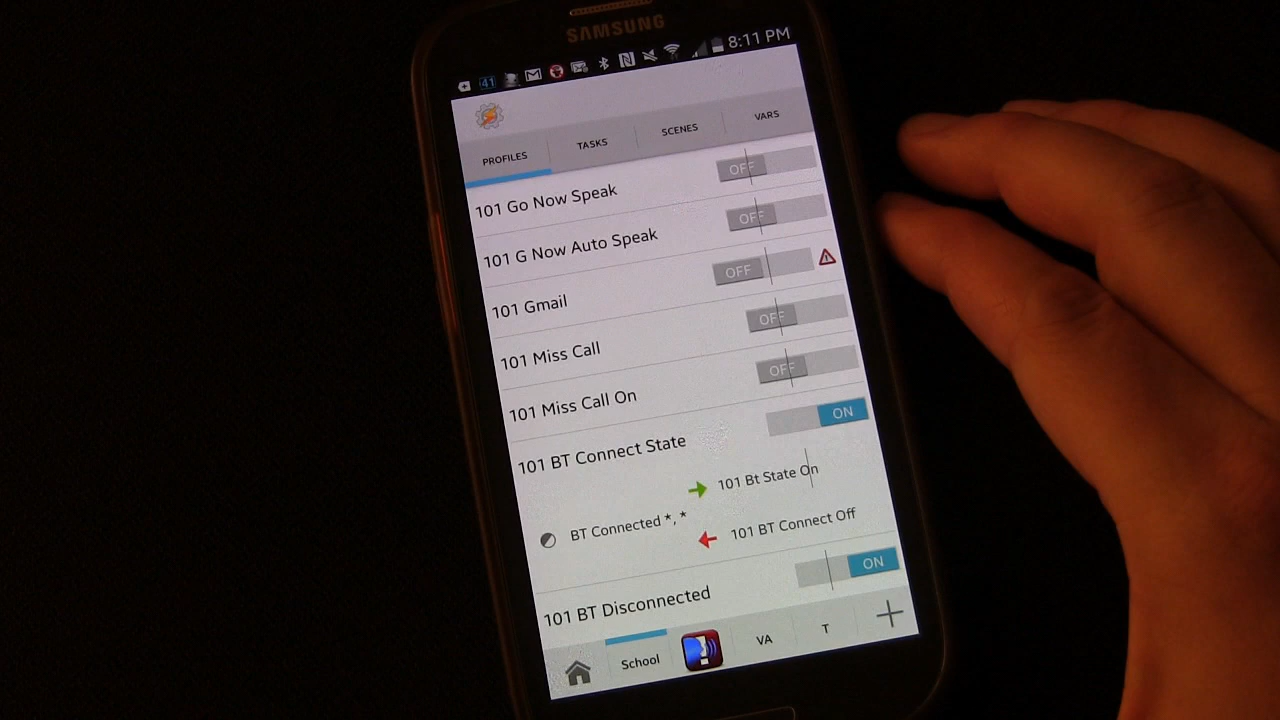 SAMSUNG
41 8:11 PM
PROFILES TASKS SCENES VARS
101 Go Now Speak OFF
101 G Now Auto Speak OFF
101 Gmail OFF
101 Miss Call OFF
101 Miss Call On OFF
101 BT Connect State ON
101 Bt State On
BT Connected *, *
101 BT Connect Off
101 BT Disconnected ON
School VA T